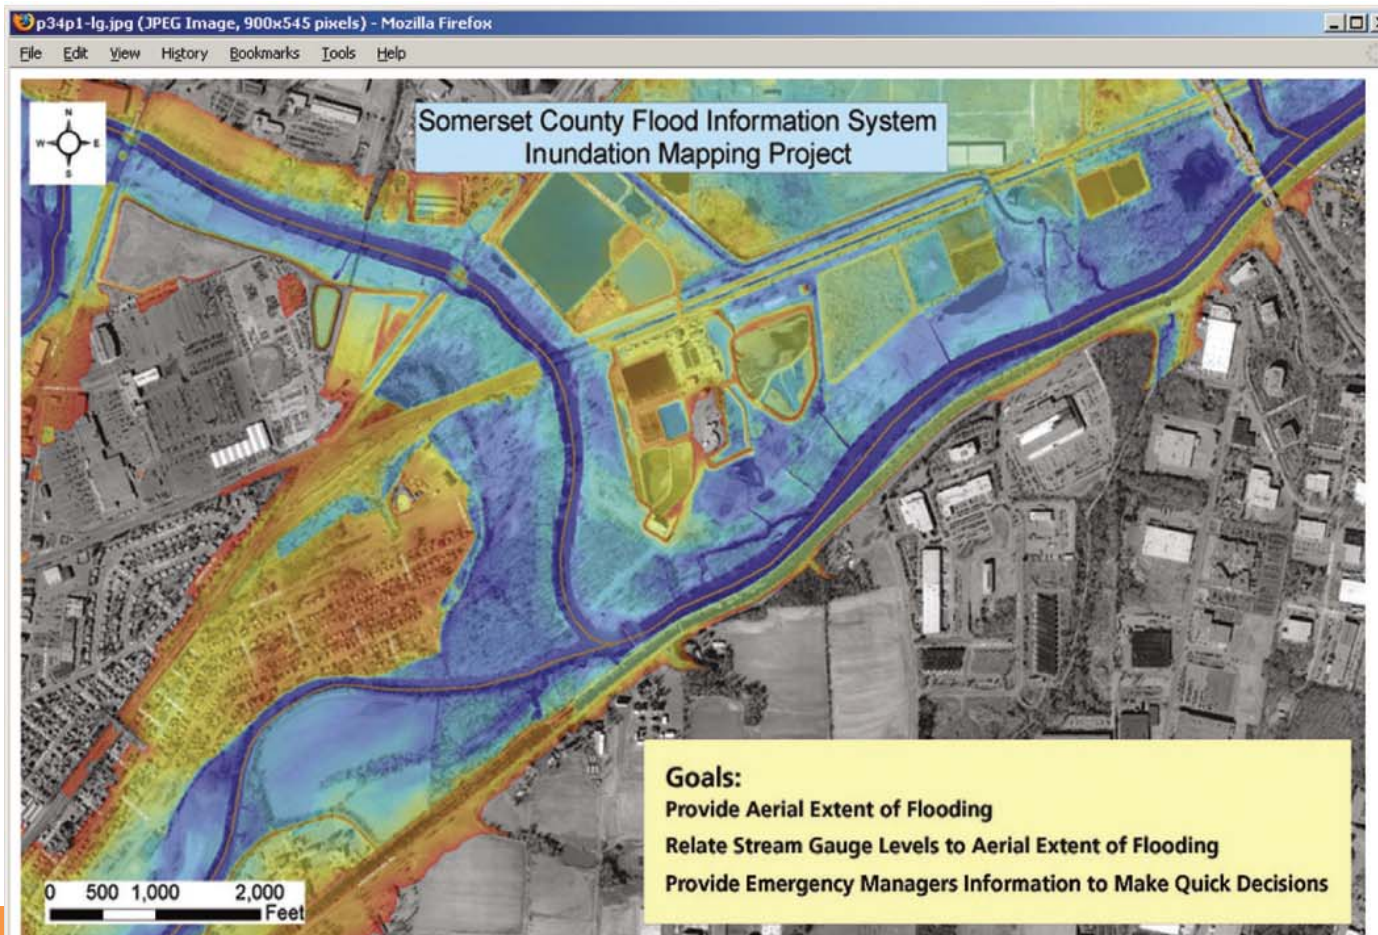 p34p1-lg.jpg (JPEG Image, 900x545 pixels) - Mozilla Firefox
File Edit View History Bookmarks Tools Help
N
W E
S
Somerset County Flood Information System
Inundation Mapping Project
Goals:
Provide Aerial Extent of Flooding
Relate Stream Gauge Levels to Aerial Extent of Flooding
Provide Emergency Managers Information to Make Quick Decisions
0 500 1,000 2,000
Feet